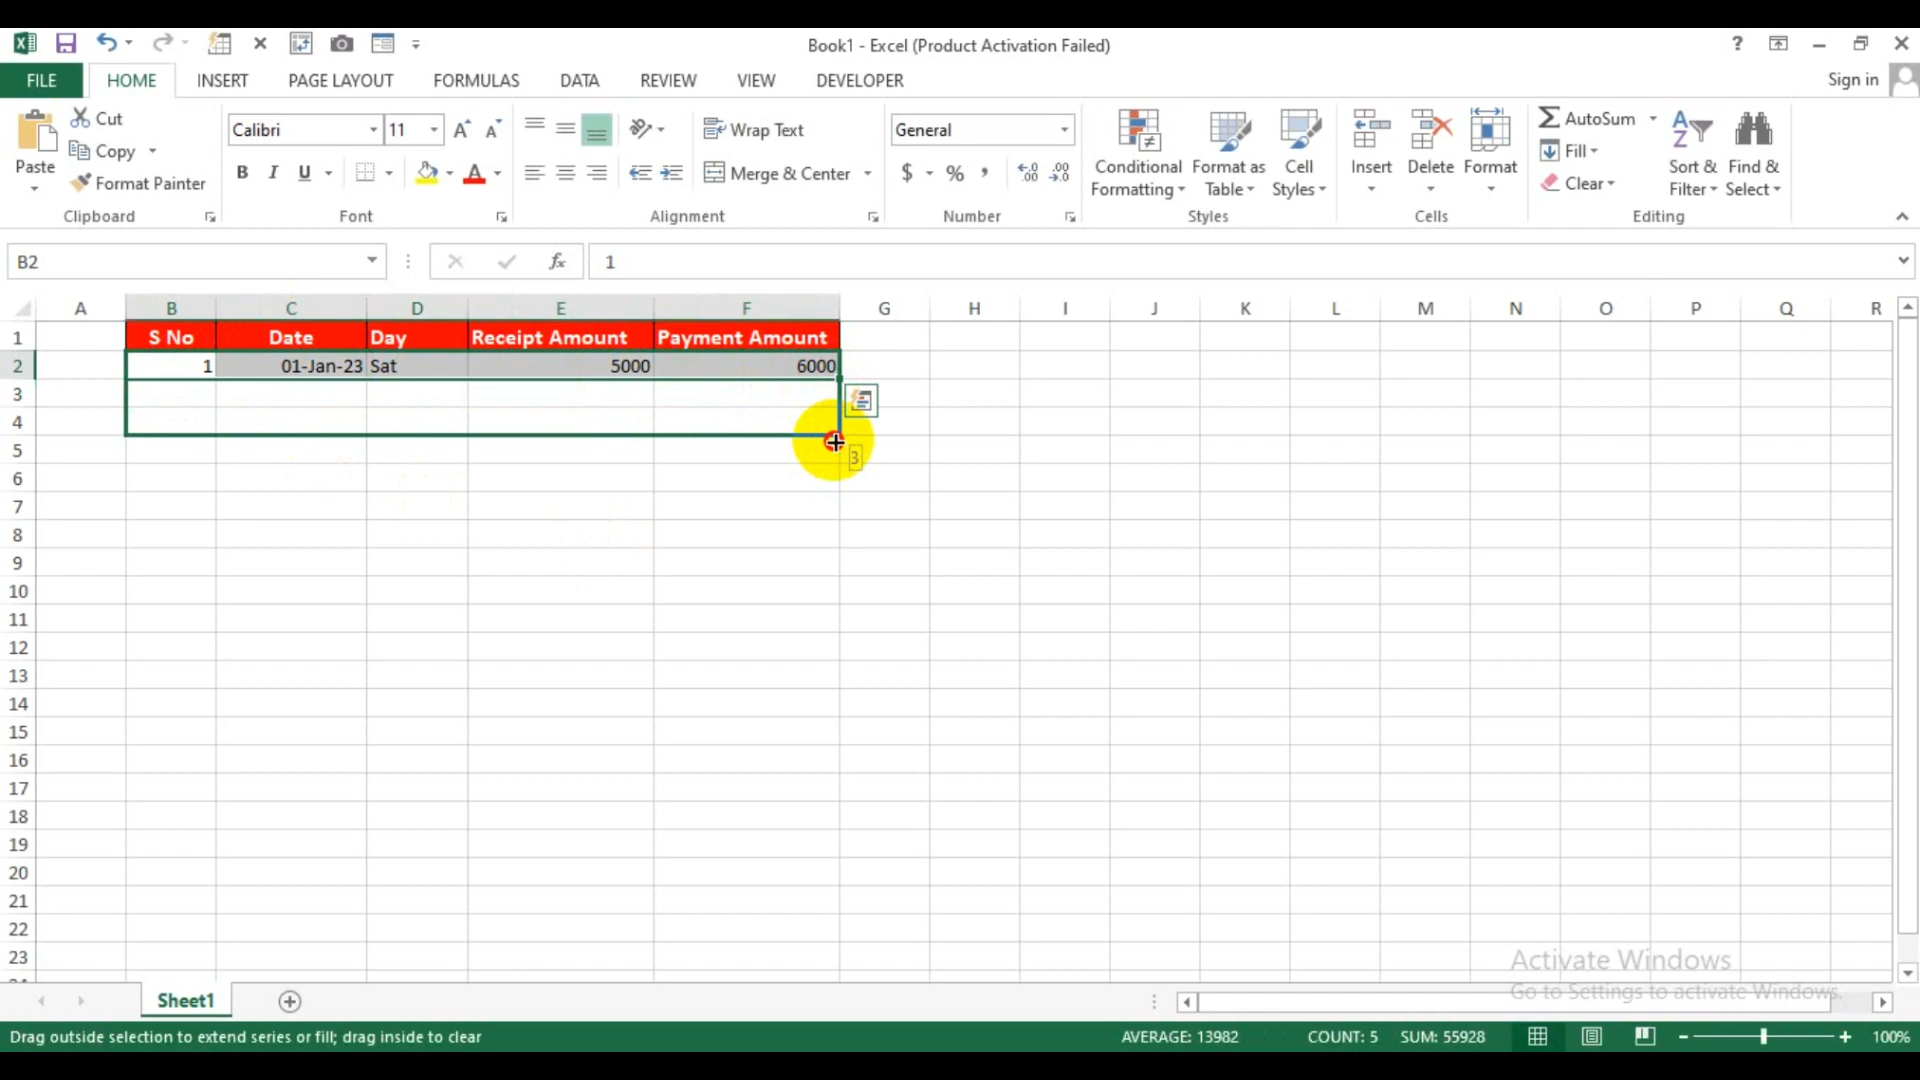 Book1 - Excel (Product Activation Failed)
?
FILE HOME INSERT PAGE LAYOUT FORMULAS DATA REVIEW VIEW DEVELOPER Sign in
Cut
Copy
Format Painter
Paste
Clipboard
Calibri 11
B I U
Font
Wrap Text
Merge & Center
Alignment
General
$ % ,
Number
Conditional Formatting
Format as Table
Cell Styles
Styles
Insert Delete Format
Cells
AutoSum
Fill
Clear
Sort & Filter
Find & Select
Editing
B2 fx 1
A B C D E F G H I J K L M N O P Q R
1 S No Date Day Receipt Amount Payment Amount
2 1 01-Jan-23 Sat 5000 6000
3
4
3
5
6
7
8
9
10
11
12
13
14
15
16
17
18
19
20
21
22
23
Activate Windows
Go to Settings to activate Windows.
Sheet1
Drag outside selection to extend series or fill; drag inside to clear AVERAGE: 13982 COUNT: 5 SUM: 55928 100%